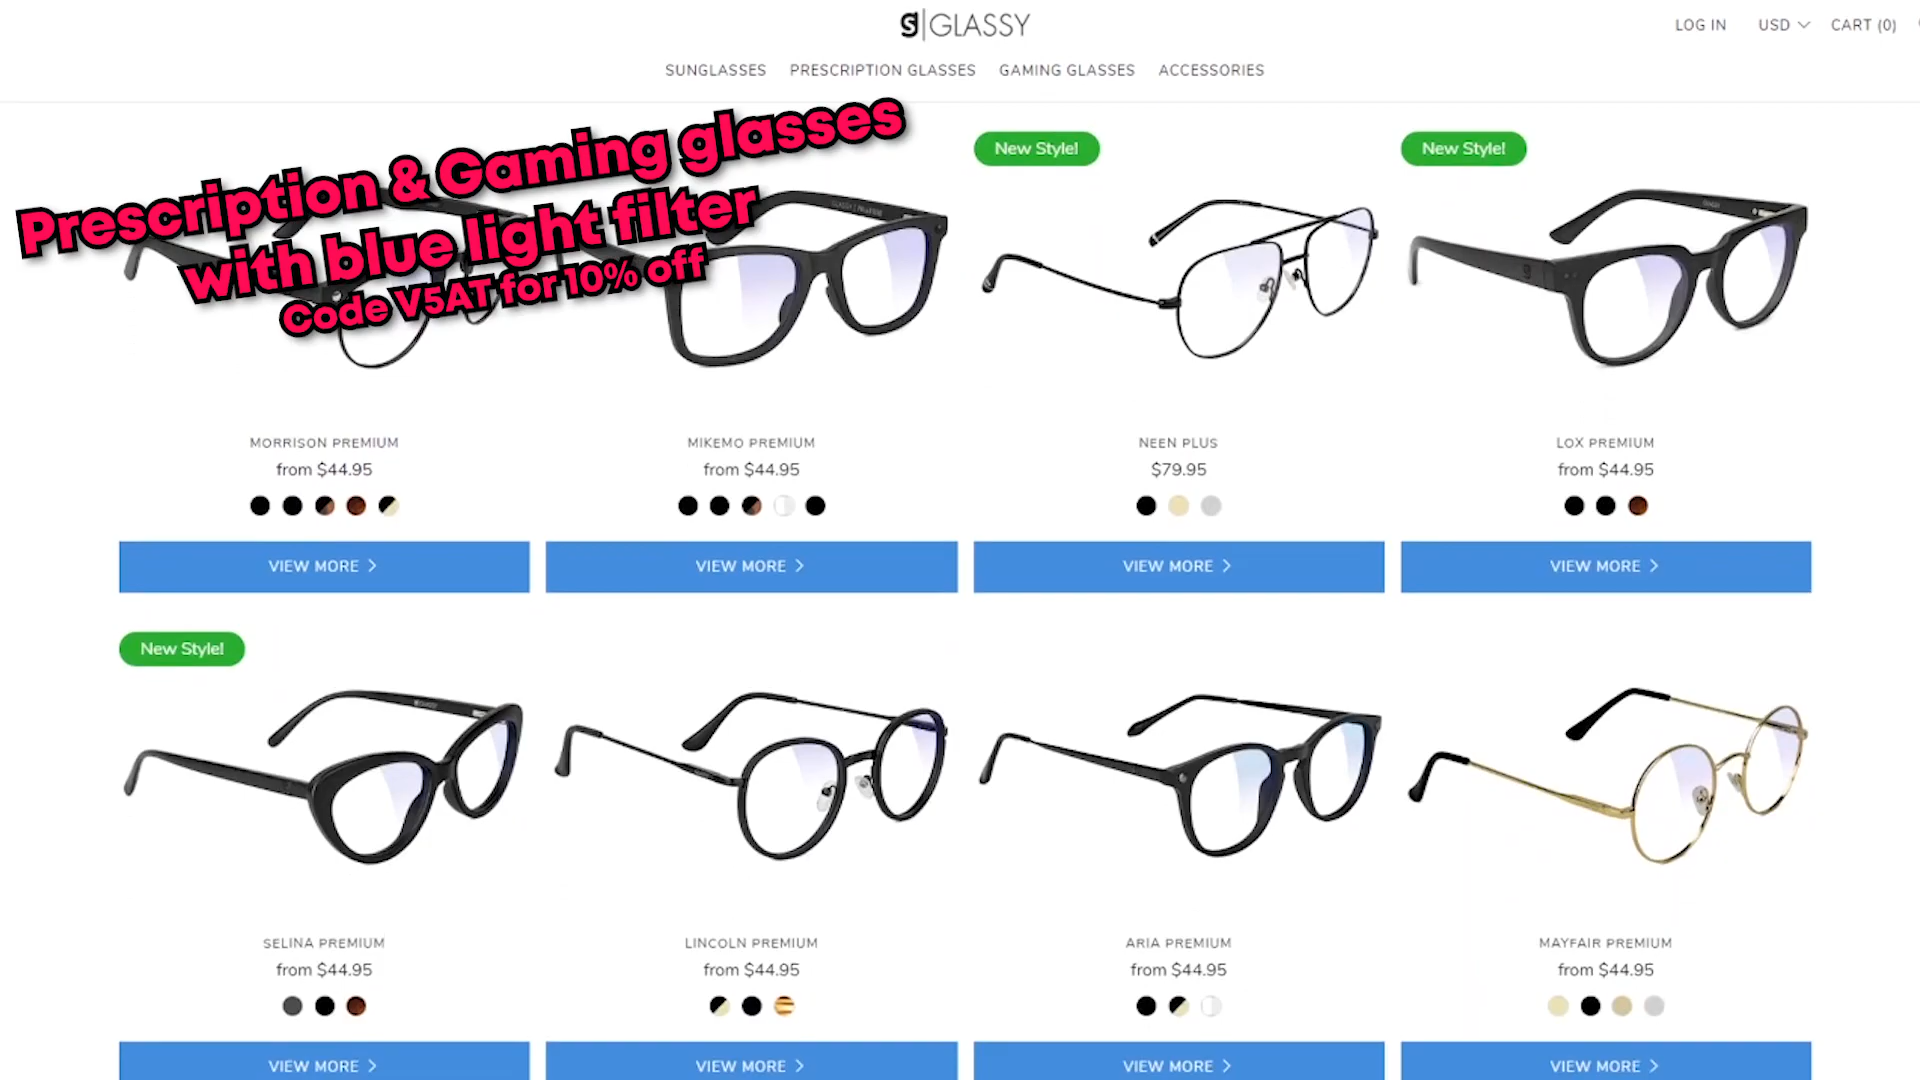 GLASSY
LOG IN
USD
CART (0)
SUNGLASSES
PRESCRIPTION GLASSES
GAMING GLASSES
ACCESSORIES
Prescription & Gaming glasses
with blue light filter
Code V5AT for 10% off
New Style!
New Style!
MORRISON PREMIUM
from $44.95
VIEW MORE
MIKEMO PREMIUM
from $44.95
VIEW MORE
NEEN PLUS
$79.95
VIEW MORE
LOX PREMIUM
from $44.95
VIEW MORE
New Style!
SELINA PREMIUM
from $44.95
VIEW MORE
LINCOLN PREMIUM
from $44.95
VIEW MORE
ARIA PREMIUM
from $44.95
VIEW MORE
MAYFAIR PREMIUM
from $44.95
VIEW MORE